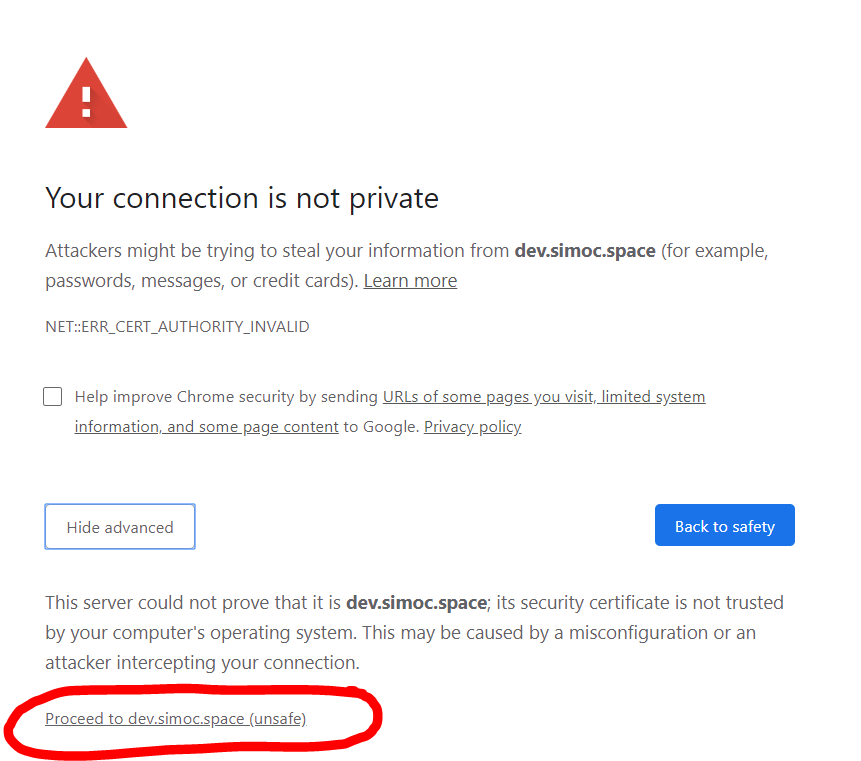 Your connection is not private
Attackers might be trying to steal your information from dev.simoc.space (for example,
passwords, messages, or credit cards). Learn more
NET::ERR_CERT_AUTHORITY_INVALID
Help improve Chrome security by sending URLs of some pages you visit, limited system
information, and some page content to Google. Privacy policy
Hide advanced
Back to safety
This server could not prove that it is dev.simoc.space; its security certificate is not trusted
by your computer's operating system. This may be caused by a misconfiguration or an
attacker intercepting your connection.
Proceed to dev.simoc.space (unsafe)